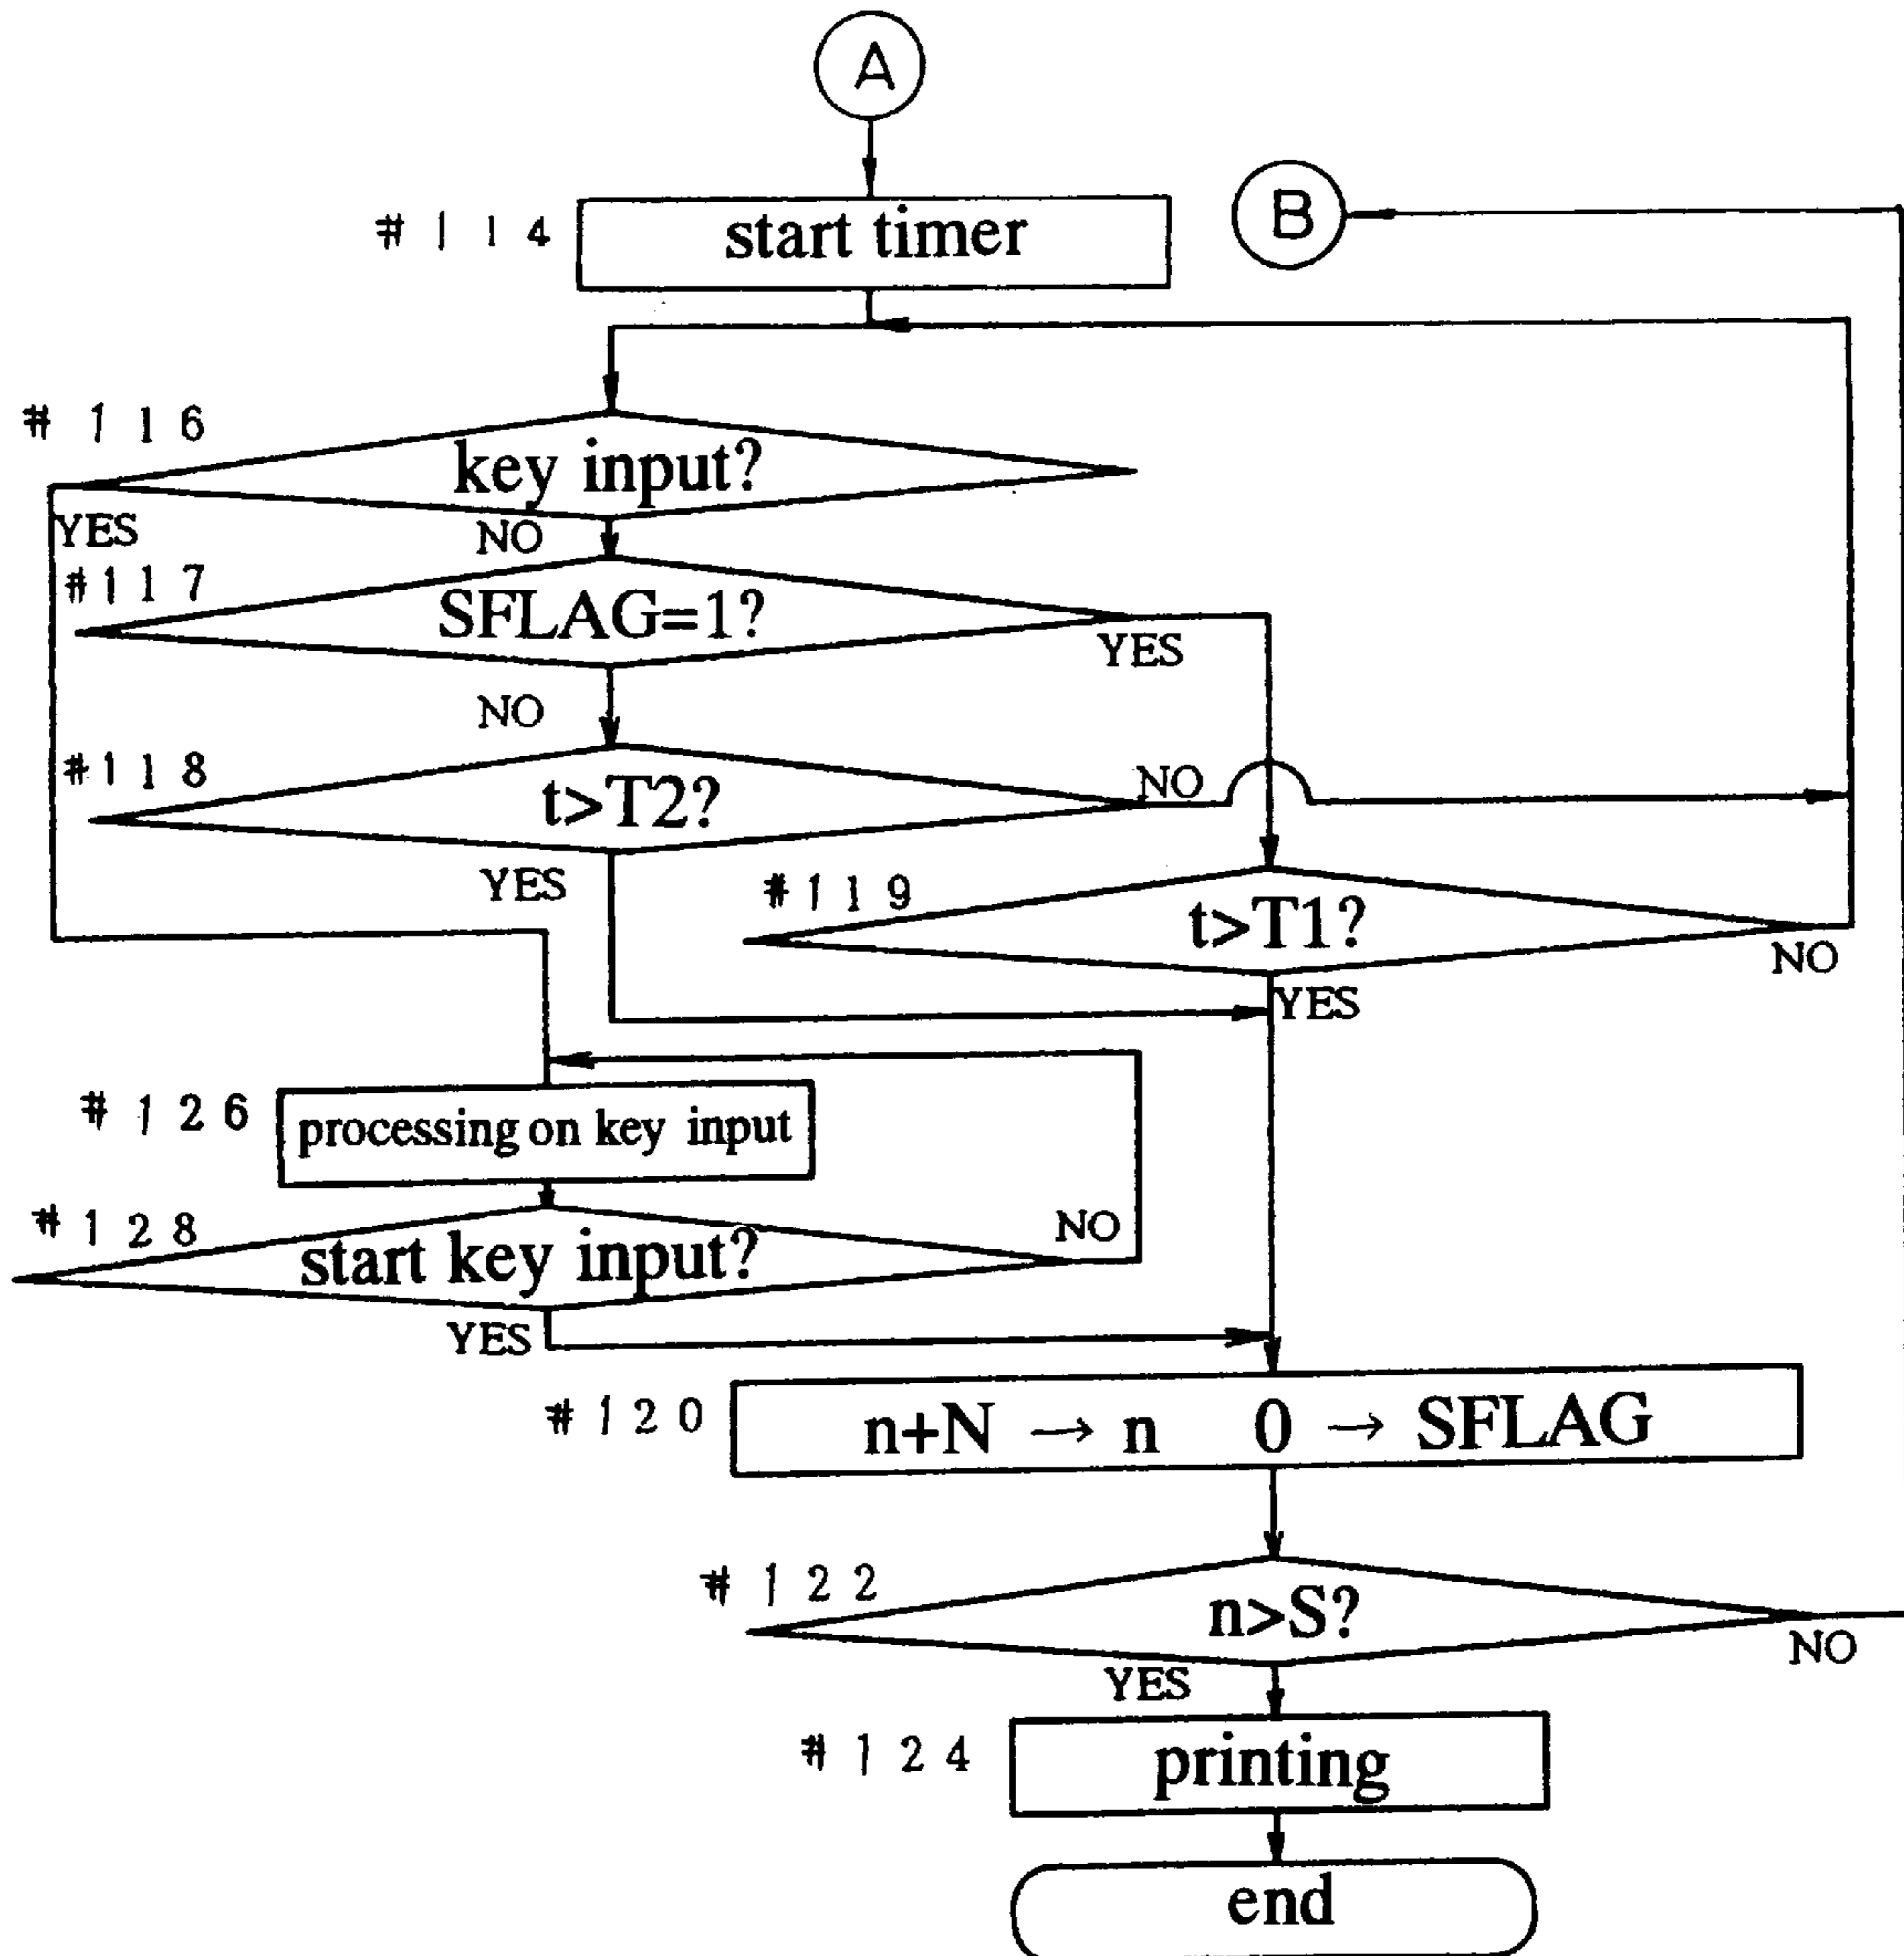 A
B
#114 start timer
#116
key input?
YES
NO
#117
SFLAG=1?
YES
NO
#118
t>T2?
NO
YES
#119
t>T1?
NO
YES
#126 processing on key input
#128
start key input?
NO
YES
#120 n+N → n 0 → SFLAG
#122
n>S?
NO
YES
#124 printing
end